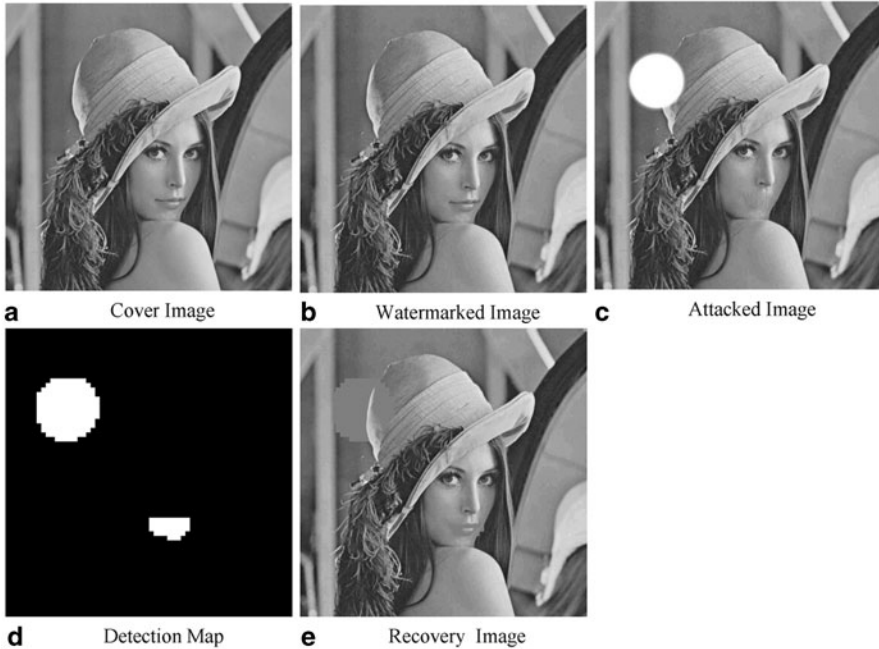 a Cover Image
b Watermarked Image
c Attacked Image
d Detection Map
e Recovery Image